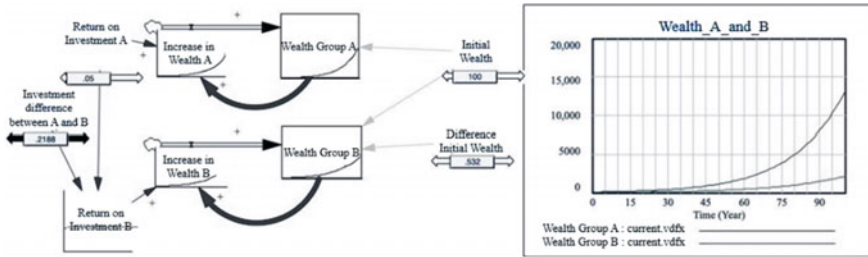 Return on
Investment A
+
Increase in
Wealth A
+
+
Wealth Group A
.05
Investment
difference
between A and B
.2188
Initial
Wealth
100
Difference
Initial Wealth
.532
+
Increase in
Wealth B
+
+
Wealth Group B
Return on
Investment B
Wealth_A_and_B
20,000
15,000
10,000
5000
0
0
15
30
45
60
75
90
Time (Year)
Wealth Group A : current.vdfx
Wealth Group B : current.vdfx